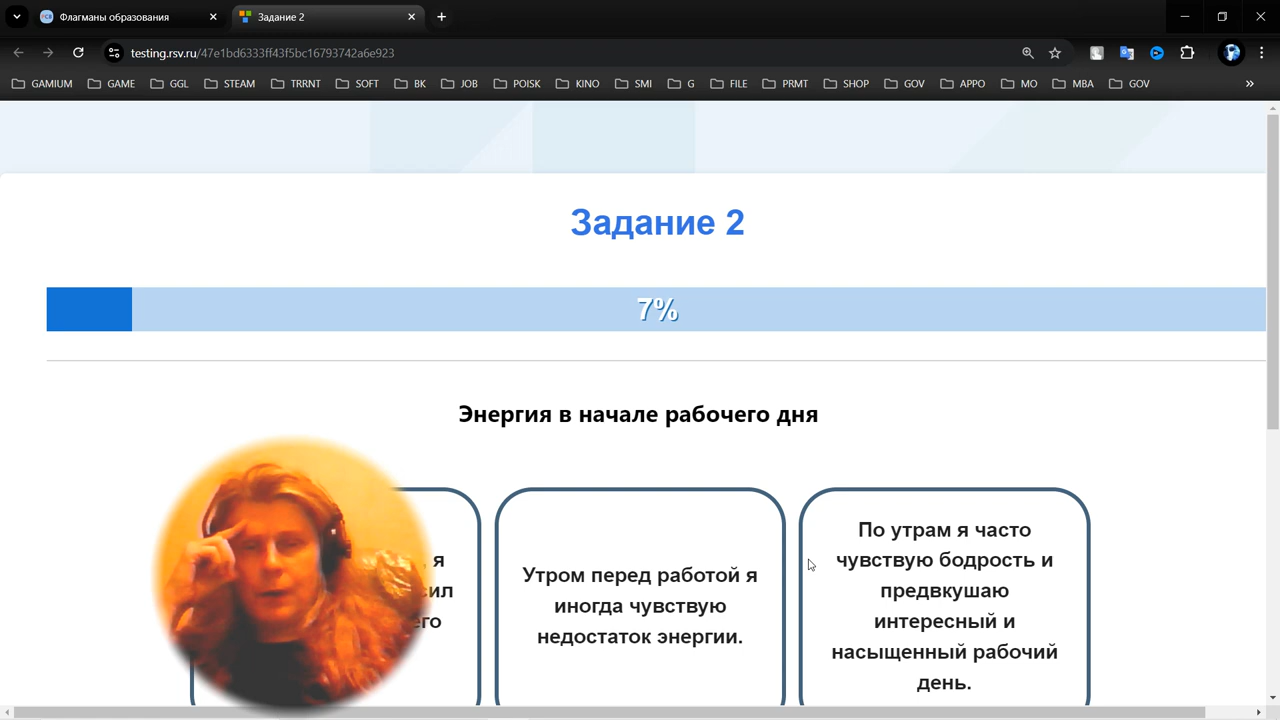 Флагманы образования
Задание 2
testing.rsv.ru/47e1bd6333ff43f5bc16793742a6e923
GAMIUM GAME GGL STEAM TRRNT SOFT BK JOB POISK KINO SMI G FILE PRMT SHOP GOV APPO MO MBA GOV
Задание 2
7%
Энергия в начале рабочего дня
я
сил
его
Утром перед работой я
иногда чувствую
недостаток энергии.
По утрам я часто
чувствую бодрость и
предвкушаю
интересный и
насыщенный рабочий
день.